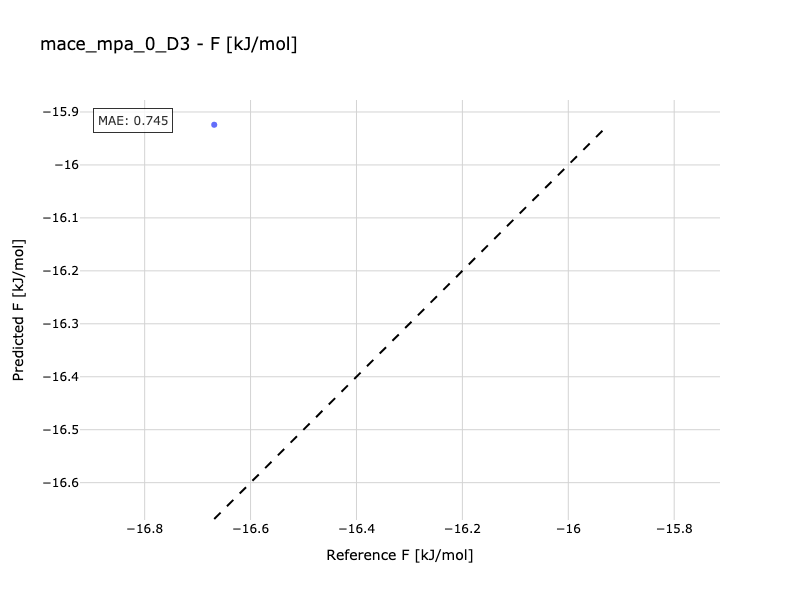 mace_mpa_0_D3 - F [kJ/mol]
MAE: 0.745
−15.9
−16
−16.1
−16.2
−16.3
−16.4
−16.5
−16.6
Predicted F [kJ/mol]
−16.8 −16.6 −16.4 −16.2 −16 −15.8
Reference F [kJ/mol]